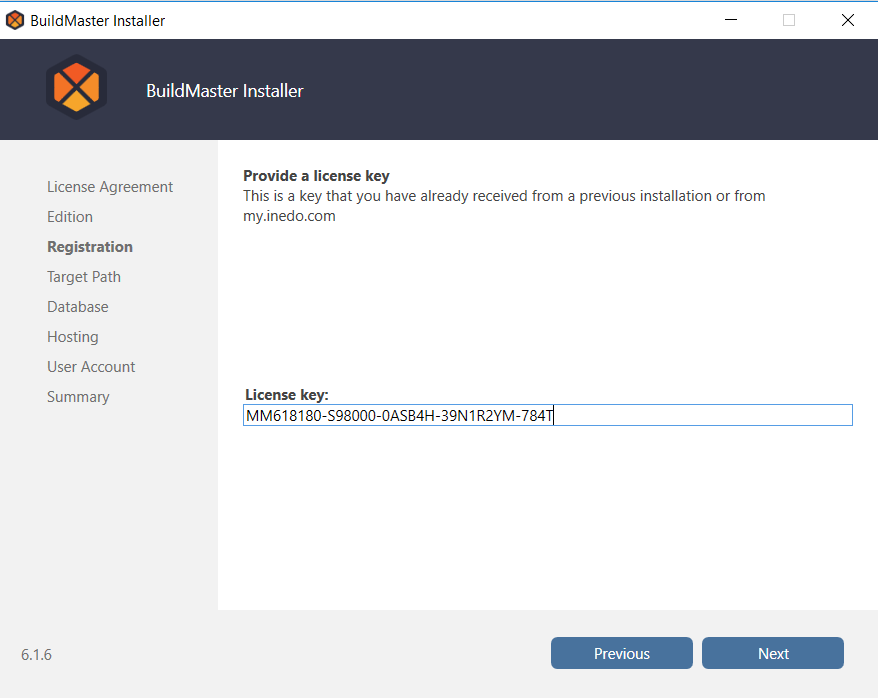 BuildMaster Installer
BuildMaster Installer
License Agreement
Edition
Registration
Target Path
Database
Hosting
User Account
Summary
Provide a license key
This is a key that you have already received from a previous installation or from
my.inedo.com
License key:
MM618180-S98000-0ASB4H-39N1R2YM-784T
6.1.6
Previous
Next